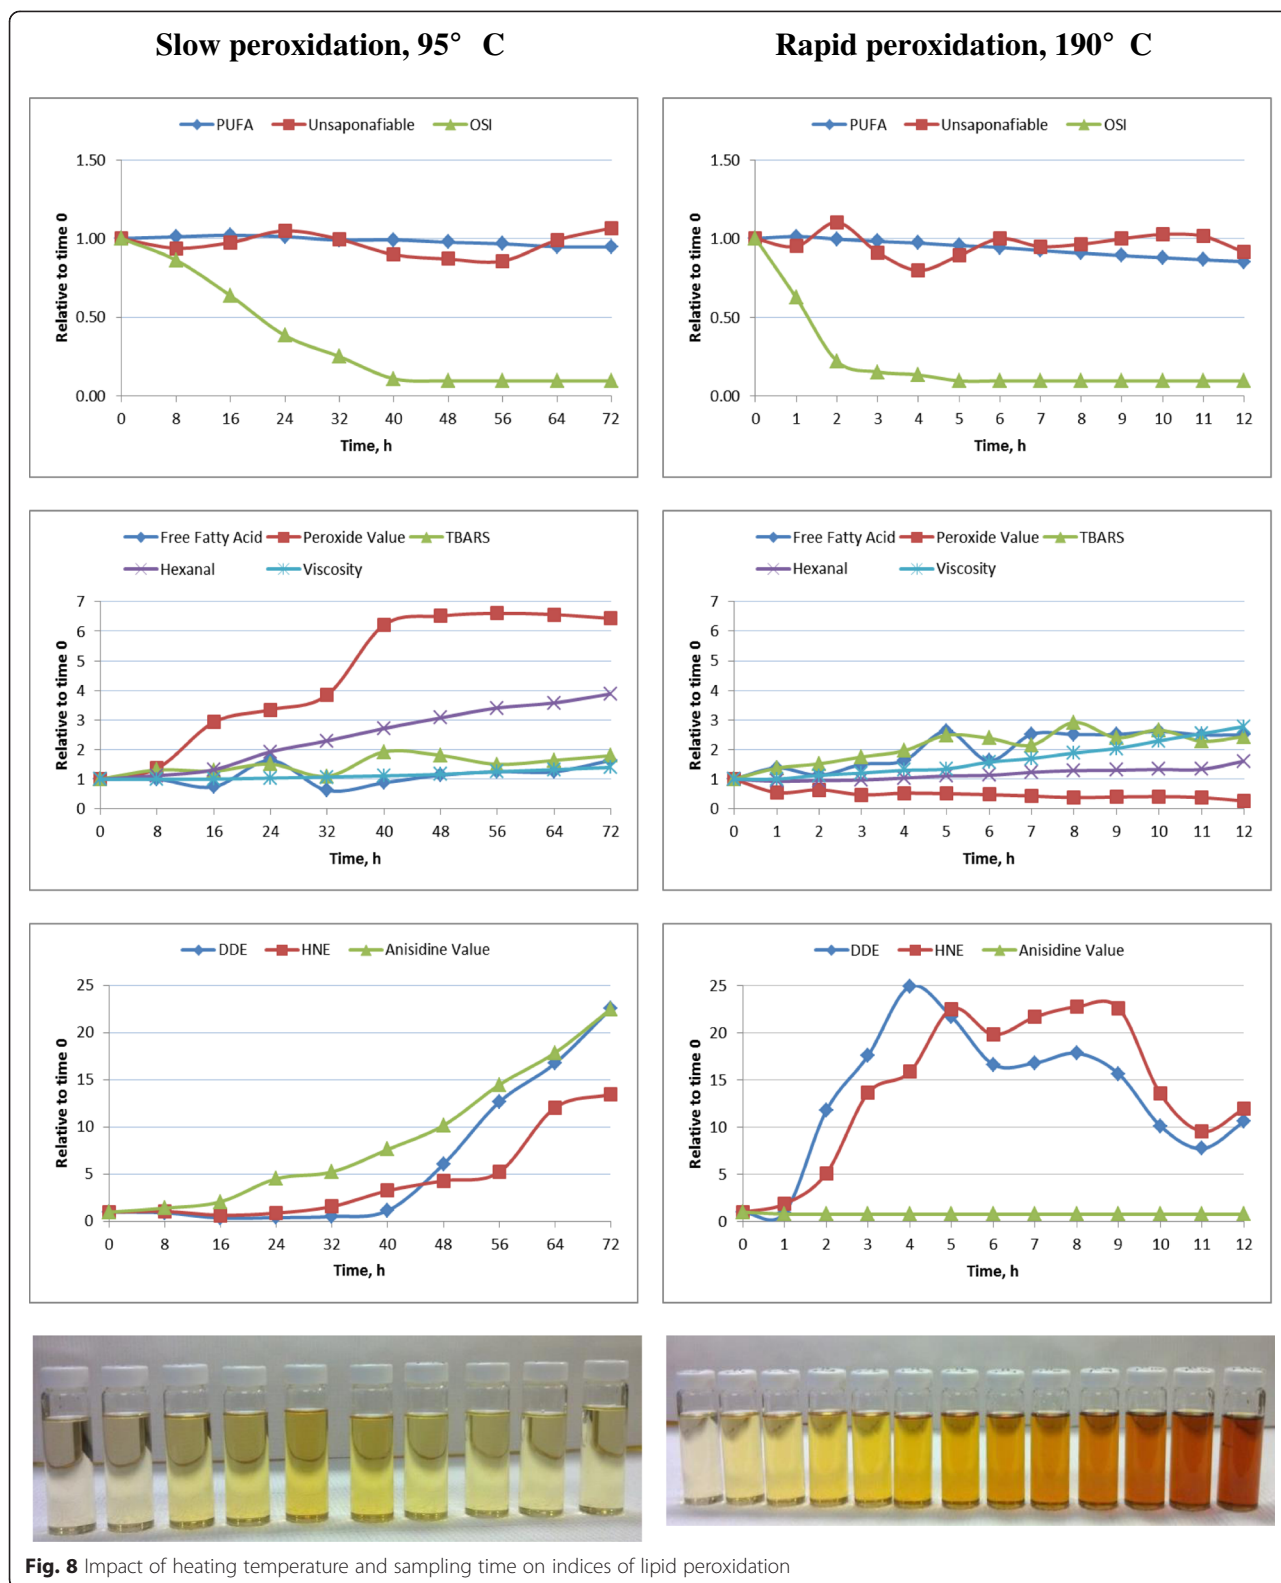 Slow peroxidation, 95° C
Rapid peroxidation, 190° C
PUFA Unsaponafiable OSI
1.50
1.00
0.50
0.00
Relative to time 0
0 8 16 24 32 40 48 56 64 72
Time, h
PUFA Unsaponafiable OSI
1.50
1.00
0.50
0.00
Relative to time 0
0 1 2 3 4 5 6 7 8 9 10 11 12
Time, h
Free Fatty Acid Peroxide Value TBARS
Hexanal Viscosity
7
6
5
4
3
2
1
0
Relative to time 0
0 8 16 24 32 40 48 56 64 72
Time, h
Free Fatty Acid Peroxide Value TBARS
Hexanal Viscosity
7
6
5
4
3
2
1
0
Relative to time 0
0 1 2 3 4 5 6 7 8 9 10 11 12
Time, h
DDE HNE Anisidine Value
25
20
15
10
5
0
Relative to time 0
0 8 16 24 32 40 48 56 64 72
Time, h
DDE HNE Anisidine Value
25
20
15
10
5
0
Relative to time 0
0 1 2 3 4 5 6 7 8 9 10 11 12
Time, h
Fig. 8 Impact of heating temperature and sampling time on indices of lipid peroxidation